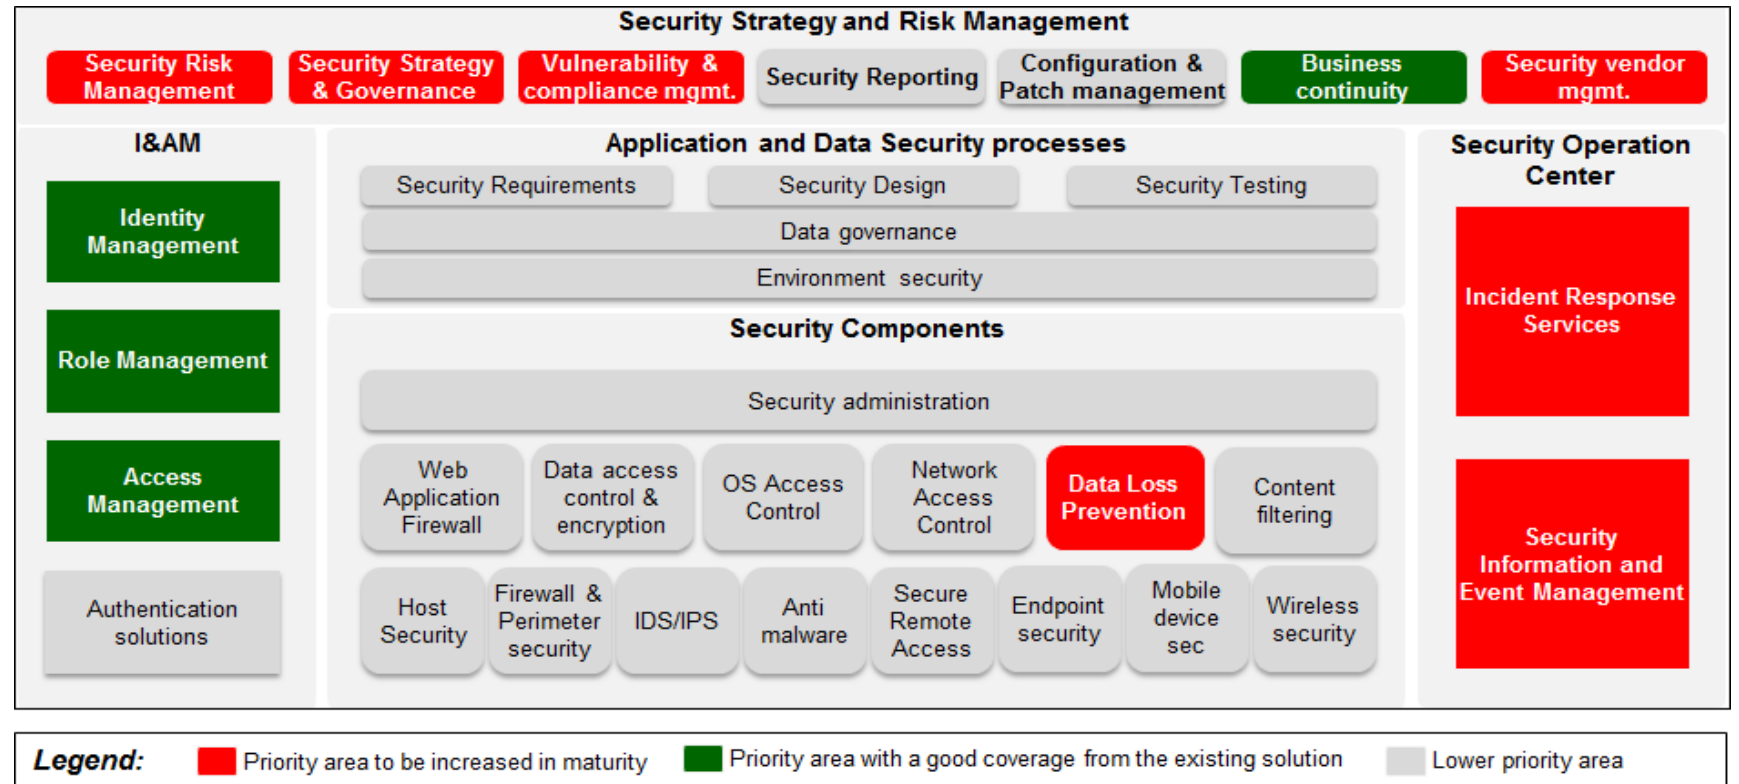 Security Strategy and Risk Management
Security Risk
Management
Security Strategy
& Governance
Vulnerability &
compliance mgmt.
Security Reporting
Configuration &
Patch management
Business
continuity
Security vendor
mgmt.
I&AM
Identity
Management
Role Management
Access
Management
Authentication
solutions
Application and Data Security processes
Security Requirements
Security Design
Security Testing
Data governance
Environment security
Security Components
Security administration
Web
Application
Firewall
Data access
control &
encryption
OS Access
Control
Network
Access
Control
Data Loss
Prevention
Content
filtering
Host
Security
Firewall &
Perimeter
security
IDS/IPS
Anti
malware
Secure
Remote
Access
Endpoint
security
Mobile
device
sec
Wireless
security
Security Operation
Center
Incident Response
Services
Security
Information and
Event Management
Legend:
Priority area to be increased in maturity
Priority area with a good coverage from the existing solution
Lower priority area